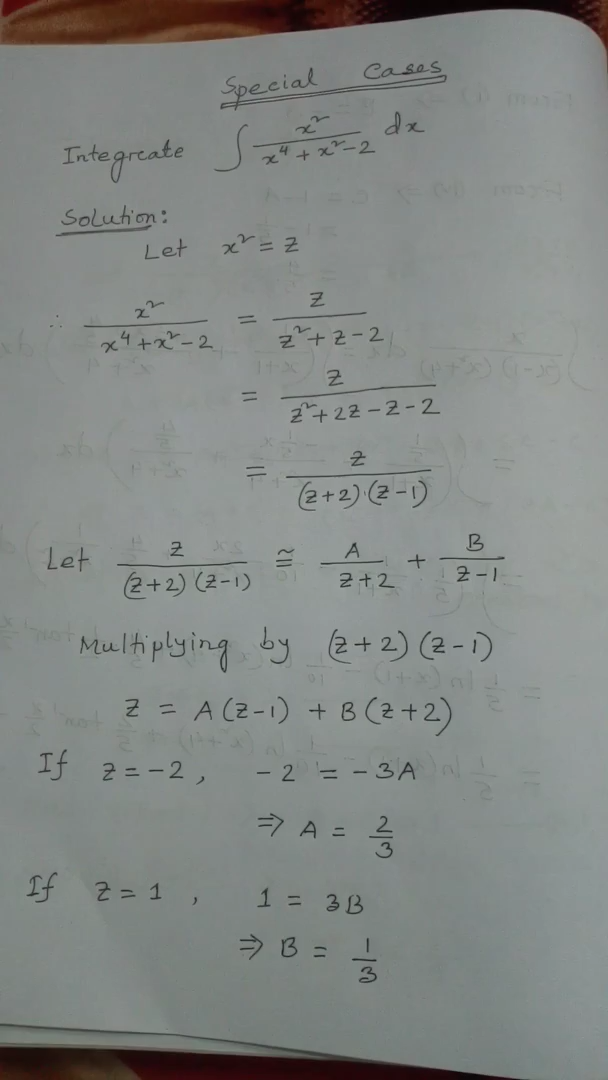 Special Cases
Integrcate ∫ x²/(x⁴+x²-2) dx
Solution:
Let x² = z
∴ x²/(x⁴+x²-2) = z/(z²+z-2)
= z/(z²+2z-z-2)
= z/((z+2)·(z-1))
Let z/((z+2)(z-1)) ≅ A/(z+2) + B/(z-1)
Multiplying by (z+2)(z-1)
z = A(z-1) + B(z+2)
If z=-2, -2 = -3A
⇒ A = 2/3
If z=1, 1 = 3B
⇒ B = 1/3